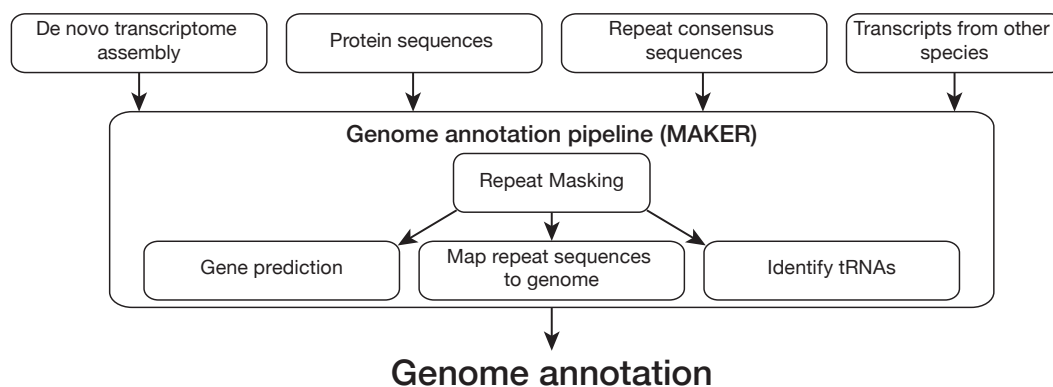 De novo transcriptome
assembly
Protein sequences
Repeat consensus
sequences
Transcripts from other
species
Genome annotation pipeline (MAKER)
Repeat Masking
Gene prediction
Map repeat sequences
to genome
Identify tRNAs
Genome annotation